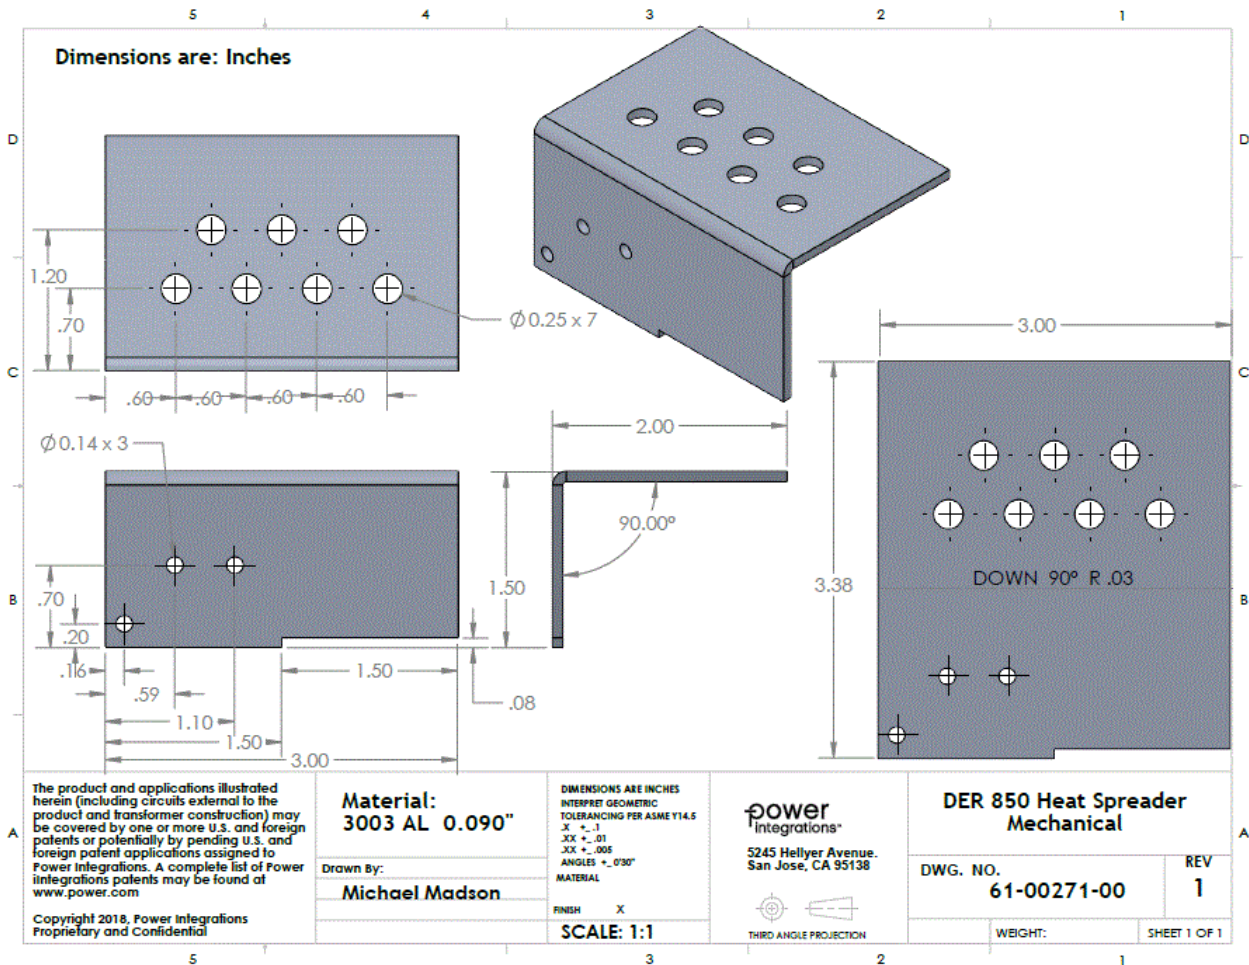 5 4 3 2 1
Dimensions are: Inches
D
D
1.20
.70
Ø0.25 x 7
3.00
C
C
.60 .60 .60 .60
Ø0.14 x 3
2.00
90.00º
DOWN 90º R .03
1.50
3.38
B
B
.70
.20
.16
.59
1.50
.08
1.10
1.50
3.00
The product and applications illustrated
herein (including circuits external to the
product and transformer construction) may
be covered by one or more U.S. and foreign
patents or potentially by pending U.S. and
foreign patent applications assigned to
Power Integrations. A complete list of Power
Integrations patents may be found at
www.power.com
Copyright 2018, Power Integrations
Proprietary and Confidential
A
Material:
3003 AL 0.090"
Drawn By:
Michael Madson
DIMENSIONS ARE INCHES
INTERPRET GEOMETRIC
TOLERANCING PER ASME Y14.5
.X +_ .1
.XX +_ .01
.XX +_ .005
ANGLES +_ 0'30"
MATERIAL
FINISH X
SCALE: 1:1
power
integrations™
5245 Hellyer Avenue.
San Jose, CA 95138
THIRD ANGLE PROJECTION
DER 850 Heat Spreader
Mechanical
A
DWG. NO.
61-00271-00
REV
1
WEIGHT:
SHEET 1 OF 1
5 4 3 2 1